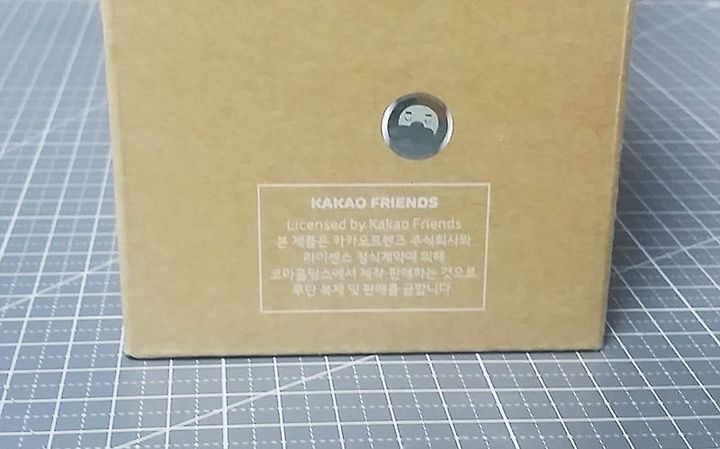 KAKAO FRIENDS
Licensed by Kakao Friends
본 제품은 카카오프렌즈 주식회사와
라이센스 정식계약에 의해
코마홀딩스에서 제작·판매하는 것으로
무단 복제 및 판매를 금합니다